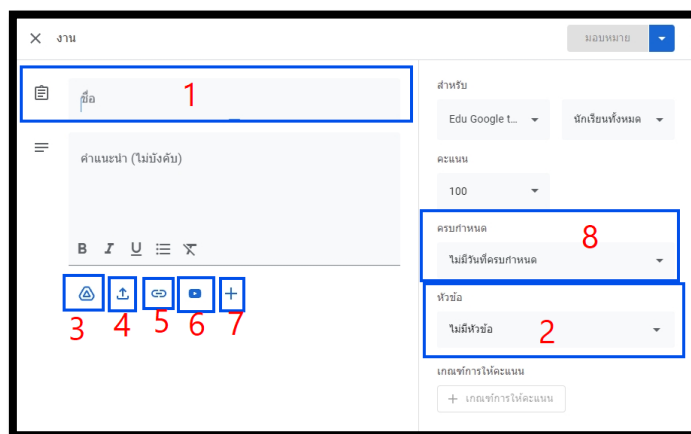 งาน
มอบหมาย
1
ชื่อ
คำแนะนำ (ไม่บังคับ)
B I U
3 4 5 6 7
สำหรับ
Edu Google t... นักเรียนทั้งหมด
คะแนน
100
ครบกำหนด
8
ไม่มีวันที่ครบกำหนด
หัวข้อ
ไม่มีหัวข้อ
2
เกณฑ์การให้คะแนน
+ เกณฑ์การให้คะแนน